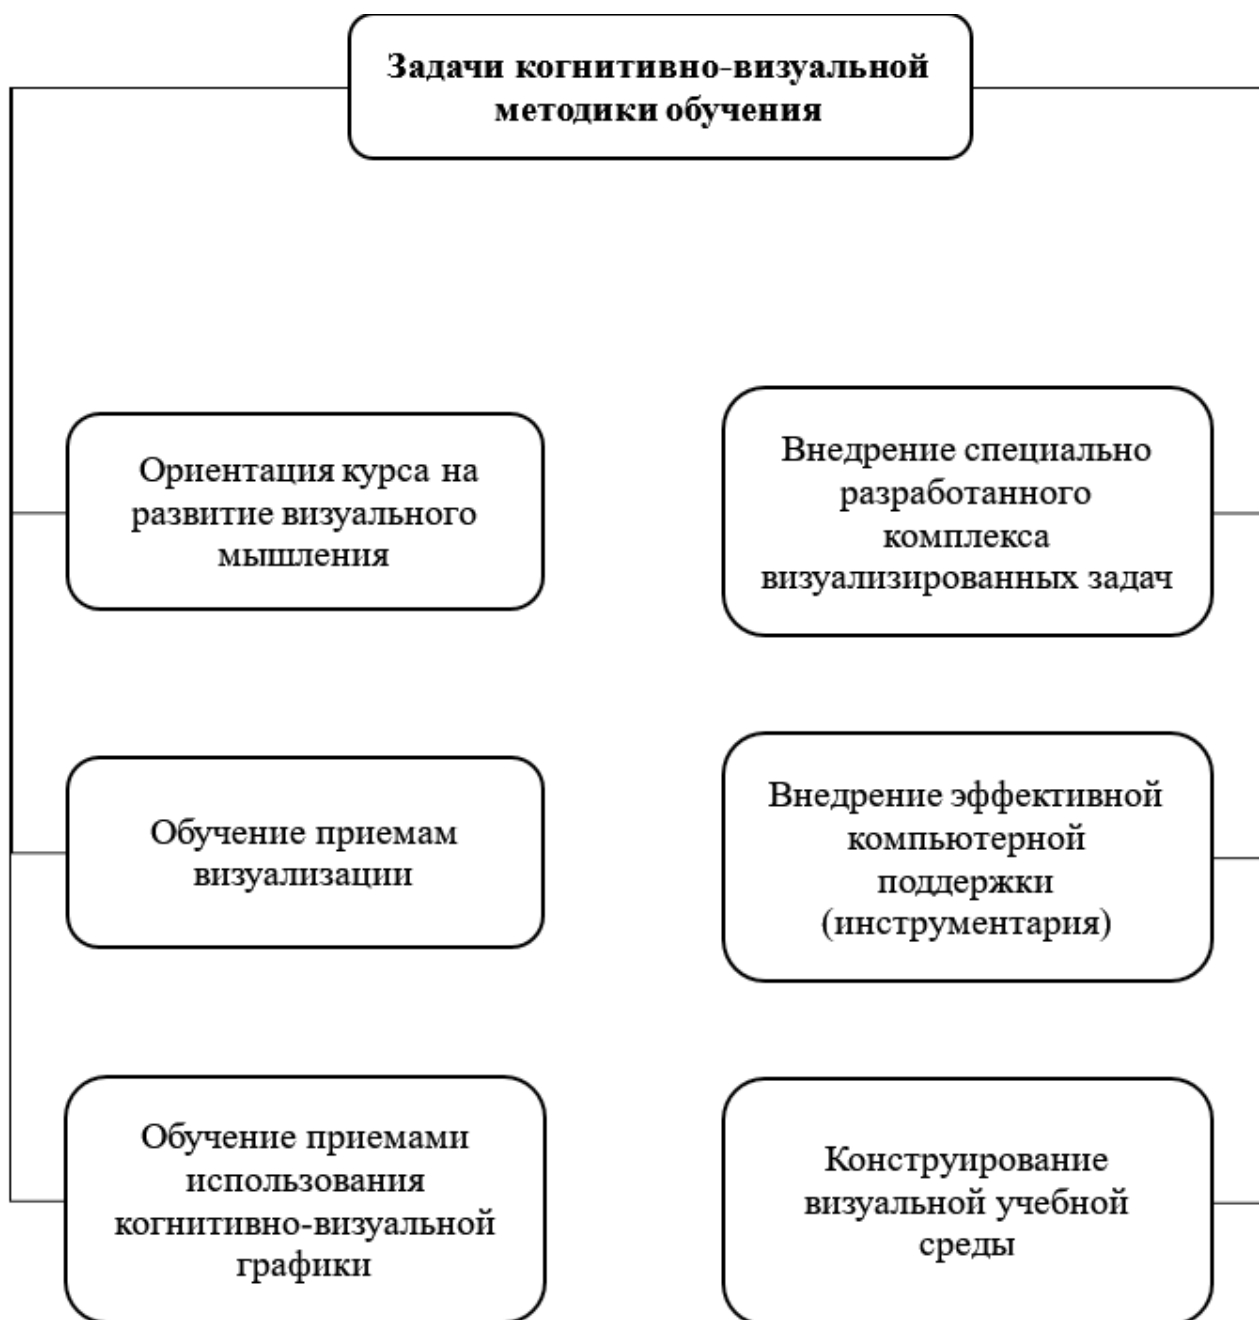 Задачи когнитивно-визуальной
методики обучения
Ориентация курса на
развитие визуального
мышления
Внедрение специально
разработанного
комплекса
визуализированных задач
Обучение приемам
визуализации
Внедрение эффективной
компьютерной
поддержки
(инструментария)
Обучение приемами
использования
когнитивно-визуальной
графики
Конструирование
визуальной учебной
среды